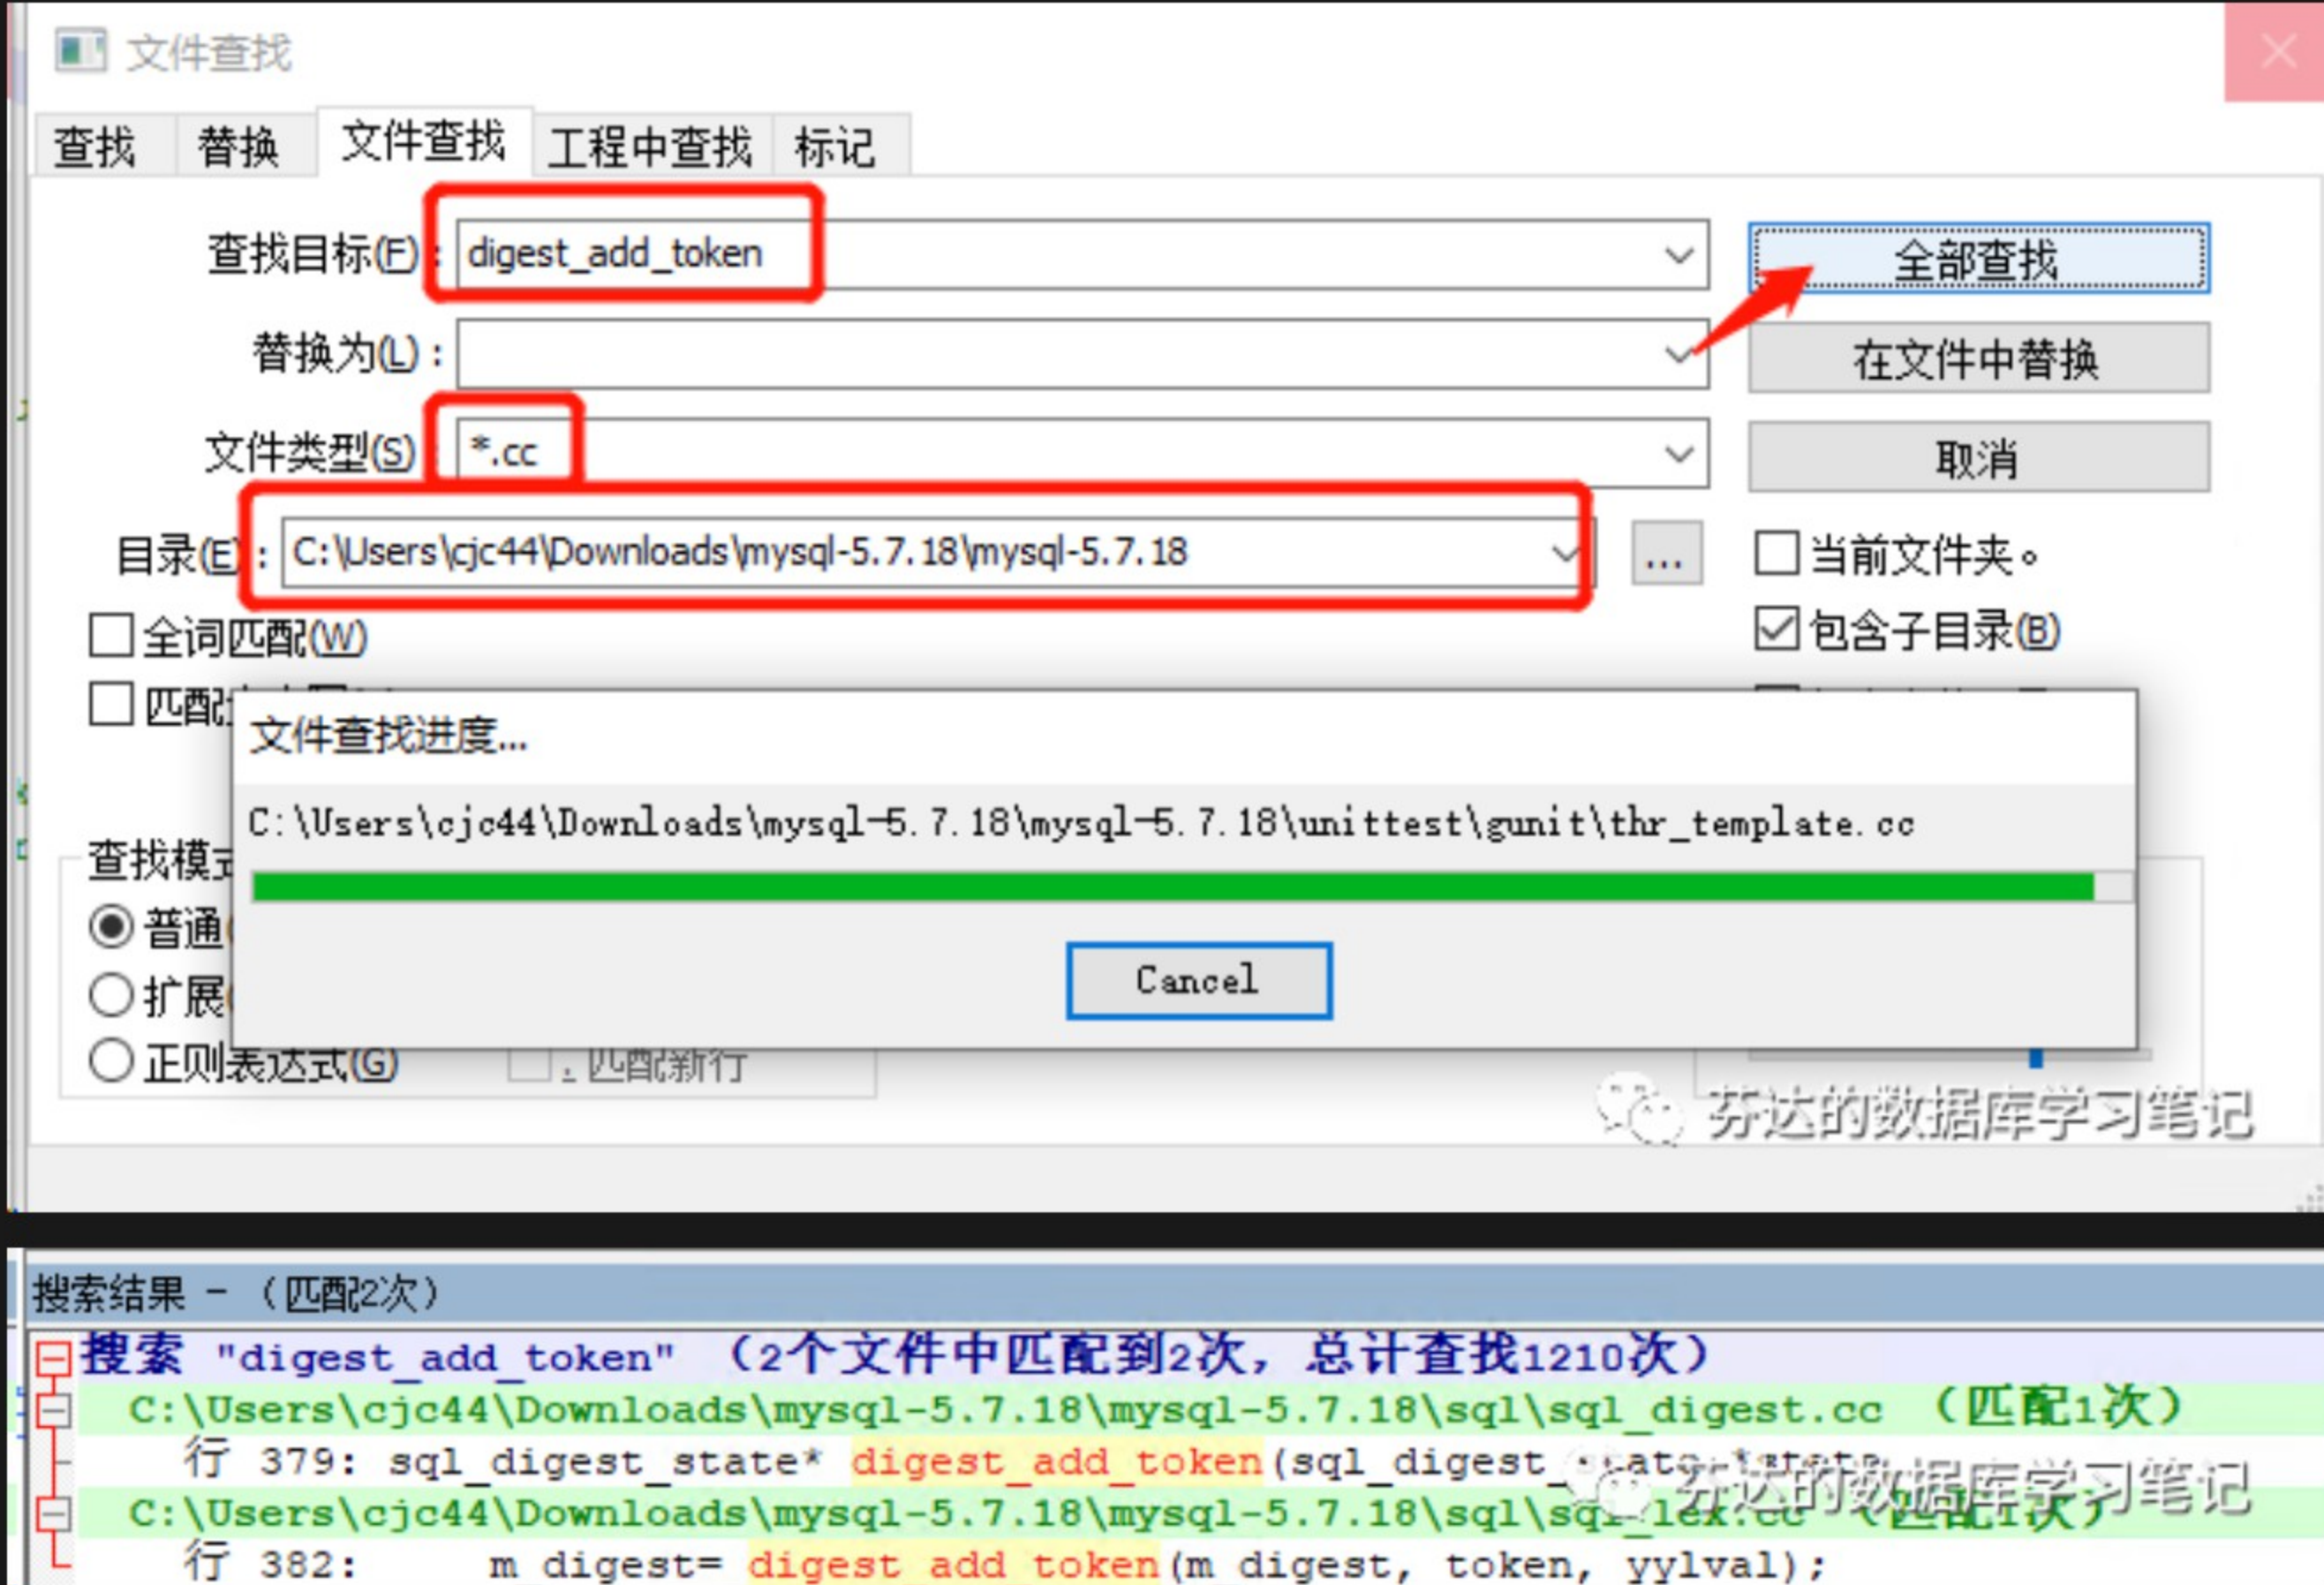 文件查找
查找 替换 文件查找 工程中查找 标记
查找目标(F) : digest_add_token 全部查找
替换为(L) : 在文件中替换
文件类型(S) *.cc 取消
目录(E) : C:\Users\cjc44\Downloads\mysql-5.7.18\mysql-5.7.18 ... 当前文件夹。
全词匹配(W) 包含子目录(B)
匹配
文件查找进度...
C:\Users\cjc44\Downloads\mysql-5.7.18\mysql-5.7.18\unittest\gunit\thr_template.cc
查找模式
普通
扩展
Cancel
正则表达式(G) . 匹配新行
芬达的数据库学习笔记
搜索结果 - （匹配2次）
搜索 "digest_add_token" （2个文件中匹配到2次, 总计查找1210次）
C:\Users\cjc44\Downloads\mysql-5.7.18\mysql-5.7.18\sql\sql_digest.cc （匹配1次）
行 379: sql_digest_state* digest_add_token(sql_digest_state *state,
芬达的数据库学习笔记
C:\Users\cjc44\Downloads\mysql-5.7.18\mysql-5.7.18\sql\sql_lex.cc （匹配1次）
行 382: m_digest= digest_add_token(m_digest, token, yylval);